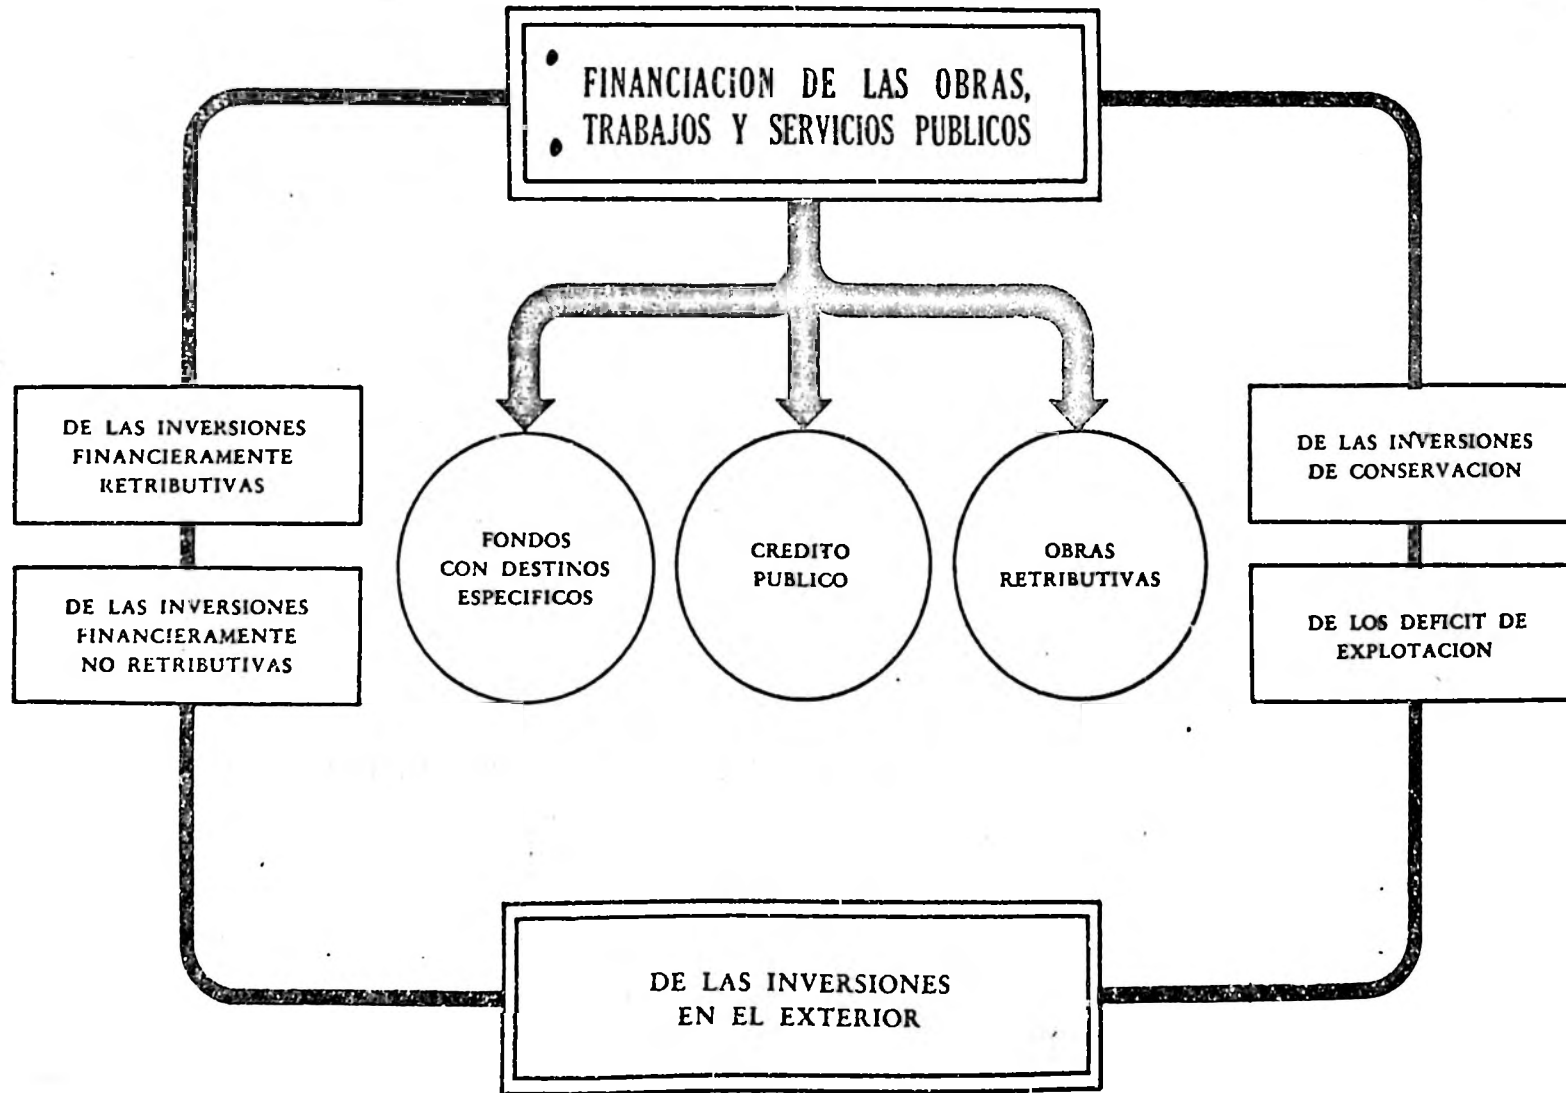 FINANCIACION DE LAS OBRAS,
TRABAJOS Y SERVICIOS PUBLICOS
DE LAS INVERSIONES
FINANCIERAMENTE
RETRIBUTIVAS
DE LAS INVERSIONES
FINANCIERAMENTE
NO RETRIBUTIVAS
FONDOS
CON DESTINOS
ESPECIFICOS
CREDITO
PUBLICO
OBRAS
RETRIBUTIVAS
DE LAS INVERSIONES
DE CONSERVACION
DE LOS DEFICIT DE
EXPLOTACION
DE LAS INVERSIONES
EN EL EXTERIOR